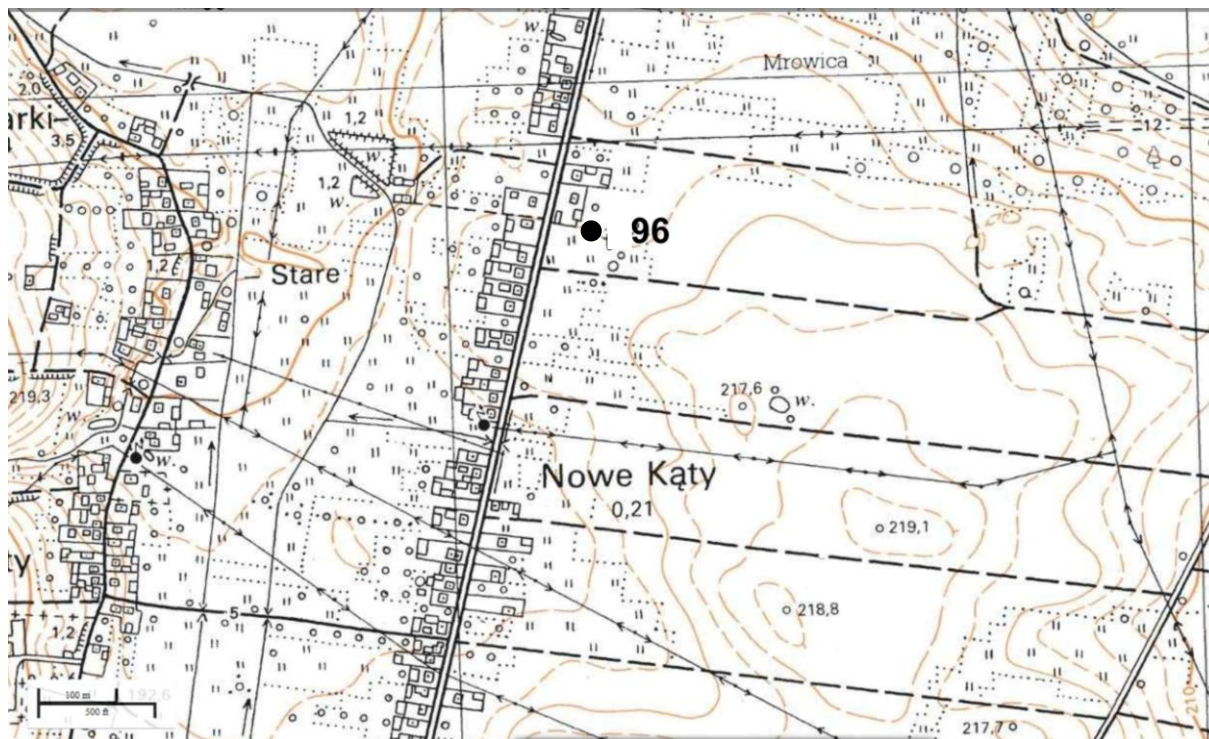 w.
Mrowica
2.0
arki
3,5
1,2
w.
12
1,2
w.
96
1,2
Stare
219,3
217,6
w.
w.
w.
Nowe Kąty
0,21
219,1
y
218,8
5
1,2
210
192,6
100 m
500 ft
217,7